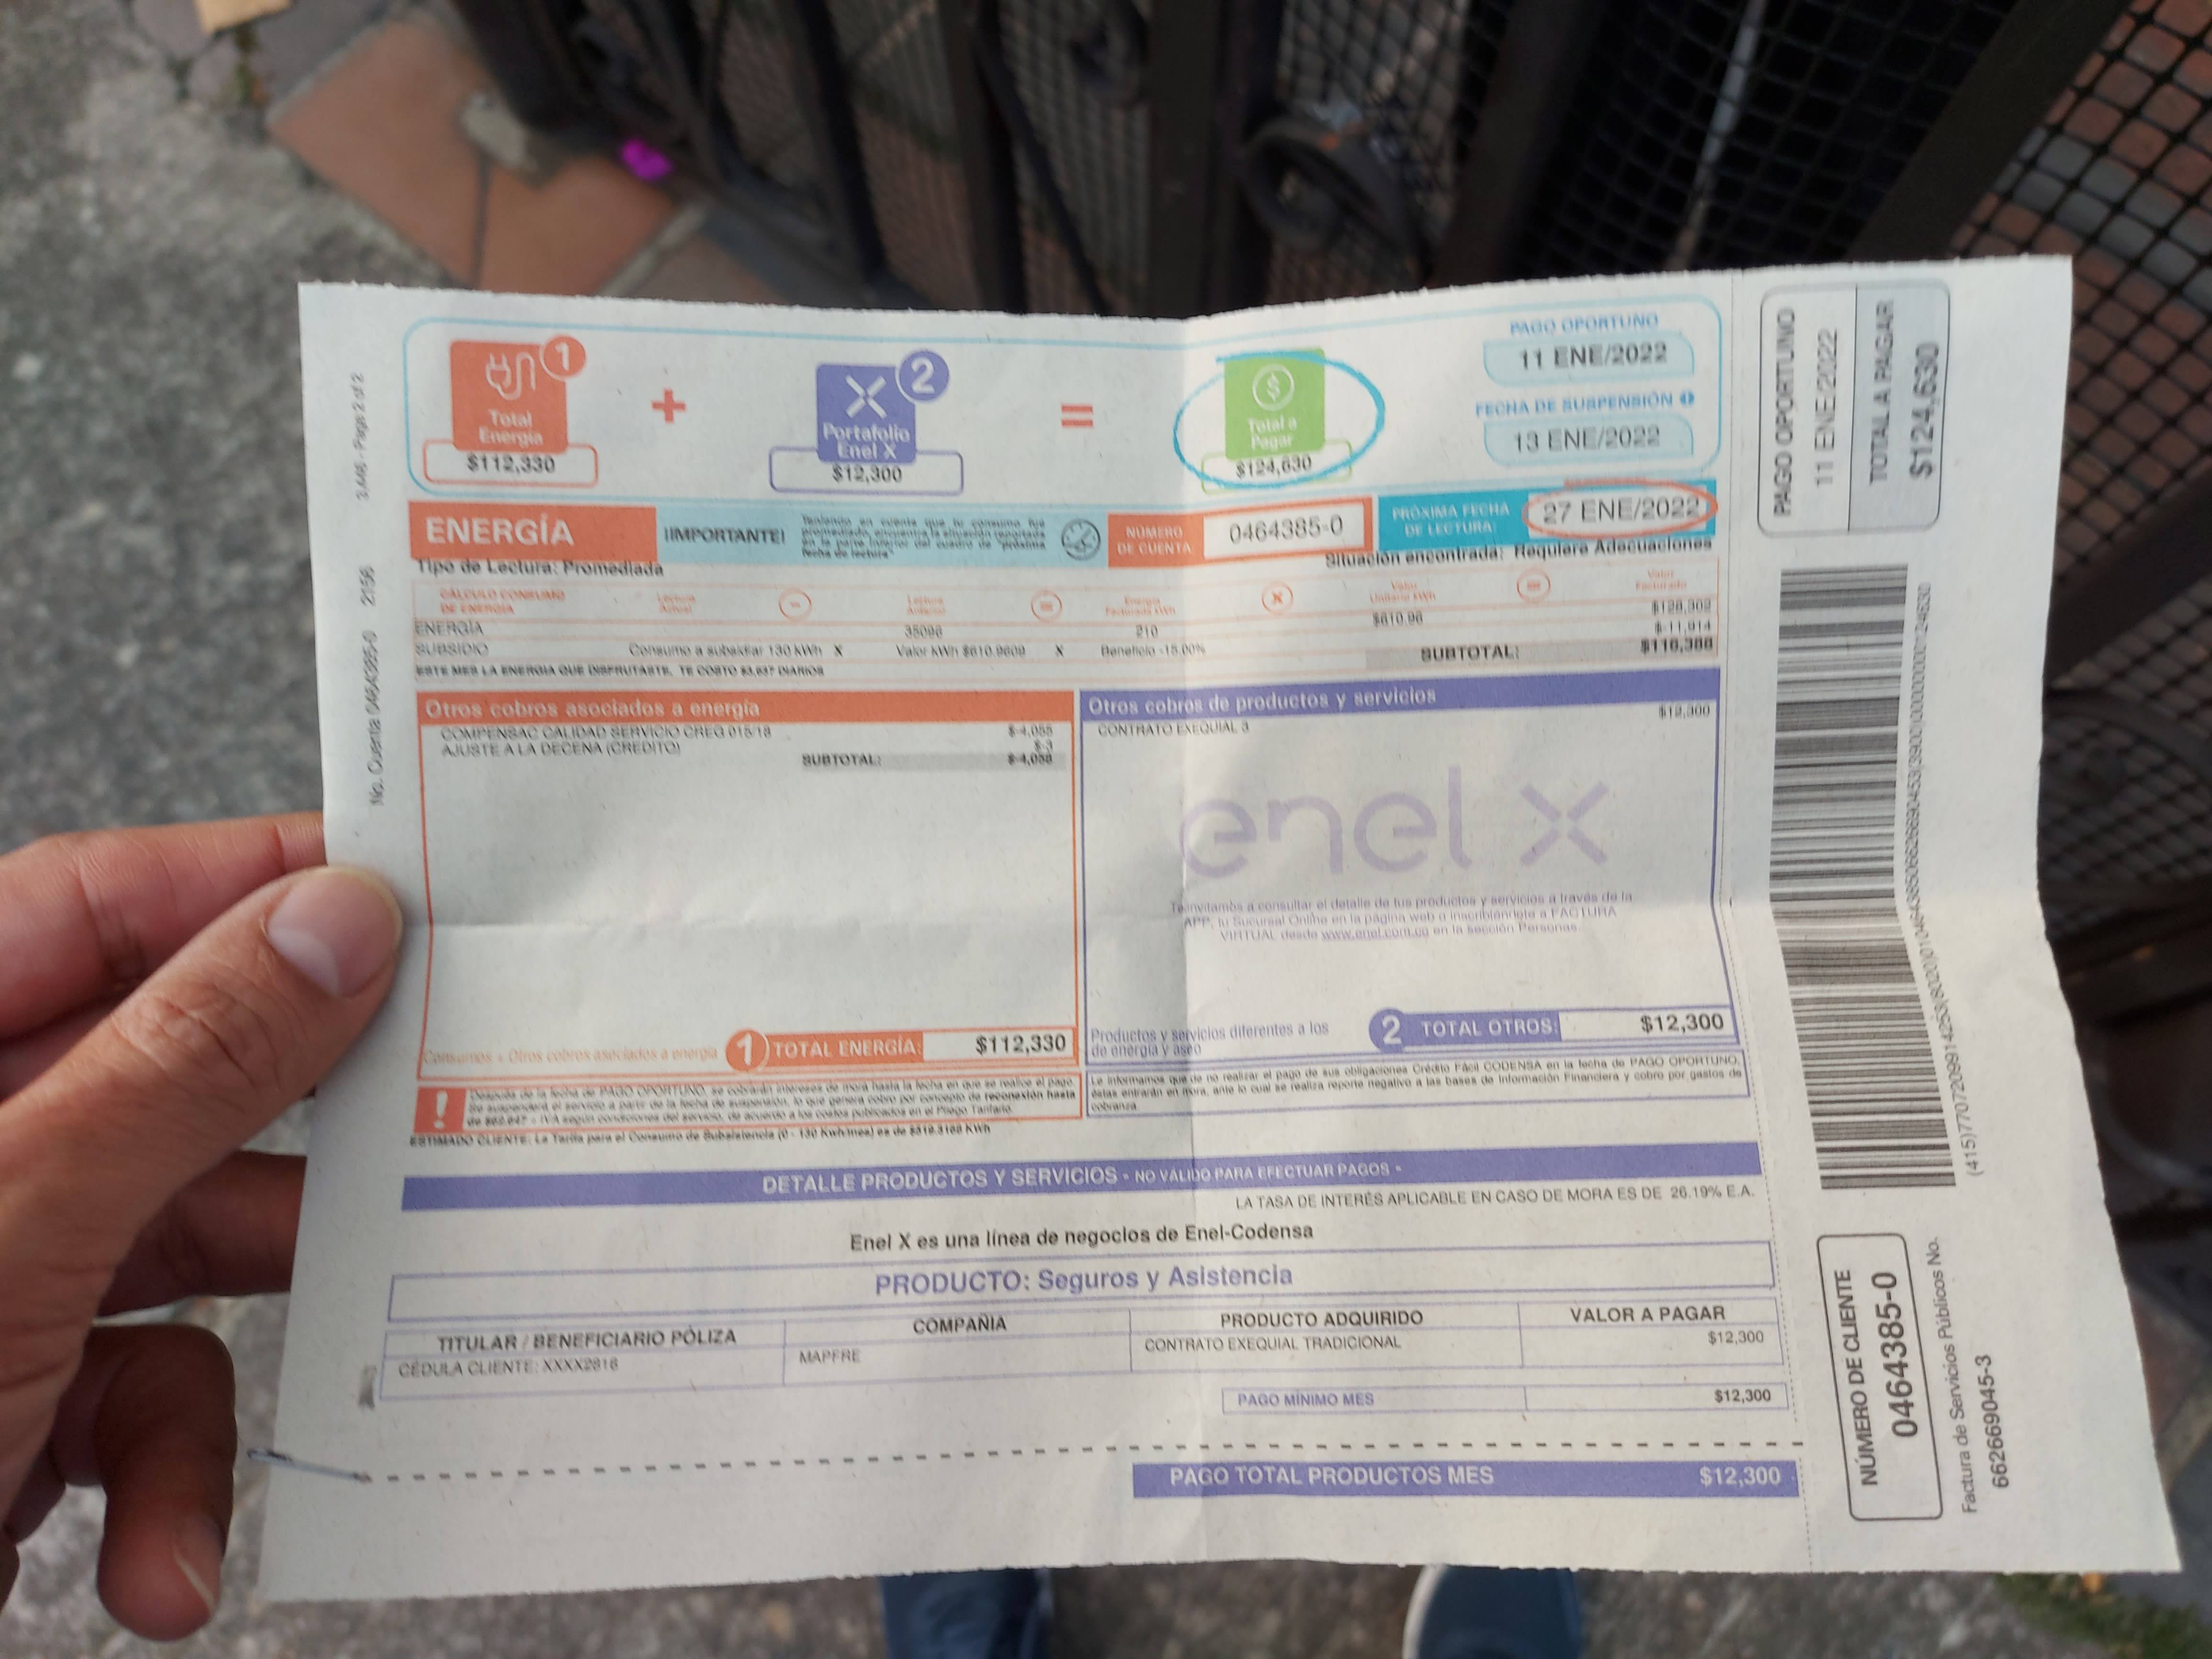 1
Total
Energía
$112,330
+
2
Portafolio
Enel X
$12,300
=
$
Total a
Pagar
$124,630
PAGO OPORTUNO
11 ENE/2022
FECHA DE SUSPENSIÓN
13 ENE/2022
ENERGÍA
!IMPORTANTE!
Teniendo en cuenta que tu consumo fue
promediado, encuentra la situación reportada
en la parte inferior del cuadro de "próxima
fecha de lectura"
NÚMERO
DE CUENTA
0464385-0
PRÓXIMA FECHA
DE LECTURA:
27 ENE/2022
Tipo de Lectura: Promediada
Situación encontrada: Requiere Adecuaciones
CÁLCULO CONSUMO
DE ENERGÍA
Lectura
Actual
-
Lectura
Anterior
=
Energía
Facturada kWh
x
Valor
Unitario kWh
=
Valor
Facturado
ENERGÍA 35096 210 $610.96 $128,302
SUBSIDIO Consumo a subsidiar 130 kWh X Valor kWh $610.9609 X Beneficio -15.00% $-11,914
SUBTOTAL: $116,388
ESTE MES LA ENERGIA QUE DISFRUTASTE, TE COSTO $3,637 DIARIOS
Otros cobros asociados a energía
COMPENSAC CALIDAD SERVICIO CREG 015/18 $-4,055
AJUSTE A LA DECENA (CREDITO) $-3
SUBTOTAL: $-4,058
Consumos + Otros cobros asociados a energía
1 TOTAL ENERGÍA: $112,330
Otros cobros de productos y servicios
CONTRATO EXEQUIAL 3 $12,300
enel x
Te invitamos a consultar el detalle de tus productos y servicios a través de la
APP, tu Sucursal Online en la página web o inscribiéndote a FACTURA
VIRTUAL desde www.enel.com.co en la sección Personas.
Productos y servicios diferentes a los
de energía y aseo
2 TOTAL OTROS: $12,300
!
Después de la fecha de PAGO OPORTUNO, se cobrarán intereses de mora hasta la fecha en que se realice el pago.
Se suspenderá el servicio a partir de la fecha de suspensión, lo que genera cobro por concepto de reconexión hasta
+ IVA según condiciones del servicio, de acuerdo a los costos publicados en el Pliego Tarifario.
Le informamos que de no realizar el pago de sus obligaciones Crédito Fácil CODENSA en la fecha de PAGO OPORTUNO,
éstas entrarán en mora, ante lo cual se realiza reporte negativo a las bases de Información Financiera y cobro por gastos de
cobranza.
ESTIMADO CLIENTE: La Tarifa para el Consumo de Subsistencia (0 - 130 Kwh/mes) es de $519.3168 KWh
DETALLE PRODUCTOS Y SERVICIOS - NO VÁLIDO PARA EFECTUAR PAGOS -
LA TASA DE INTERÉS APLICABLE EN CASO DE MORA ES DE 26.19% E.A.
Enel X es una línea de negocios de Enel-Codensa
PRODUCTO: Seguros y Asistencia
TITULAR / BENEFICIARIO PÓLIZA COMPAÑIA PRODUCTO ADQUIRIDO VALOR A PAGAR
CÉDULA CLIENTE: XXXX2816 MAPFRE CONTRATO EXEQUIAL TRADICIONAL $12,300
PAGO MÍNIMO MES $12,300
PAGO TOTAL PRODUCTOS MES $12,300
No. Cuenta 0464385-0 2156 Page 2 of 2
PAGO OPORTUNO
11 ENE/2022
TOTAL A PAGAR
$124,630
NÚMERO DE CLIENTE
0464385-0
Factura de Servicios Públicos No.
662669045-3